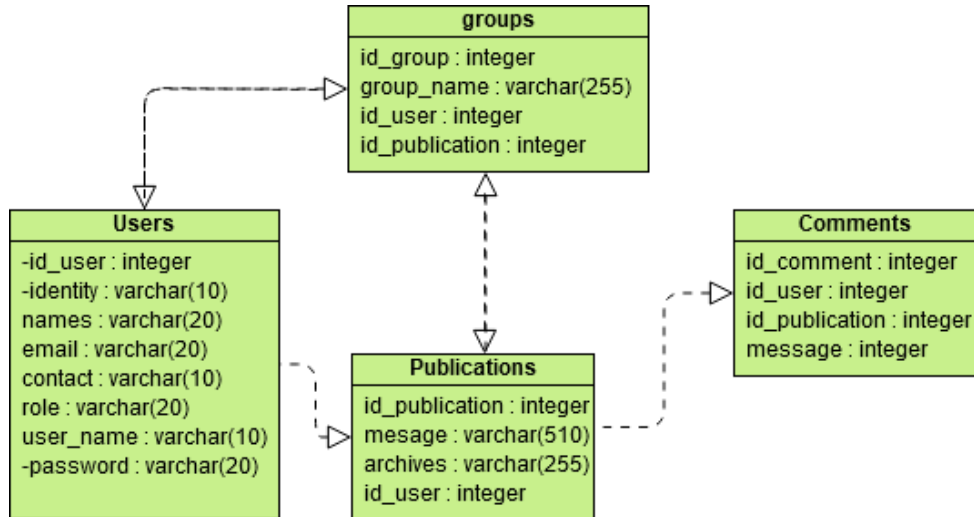 groups
id_group : integer
group_name : varchar(255)
id_user : integer
id_publication : integer
Users
-id_user : integer
-identity : varchar(10)
names : varchar(20)
email : varchar(20)
contact : varchar(10)
role : varchar(20)
user_name : varchar(10)
-password : varchar(20)
Publications
id_publication : integer
mesage : varchar(510)
archives : varchar(255)
id_user : integer
Comments
id_comment : integer
id_user : integer
id_publication : integer
message : integer